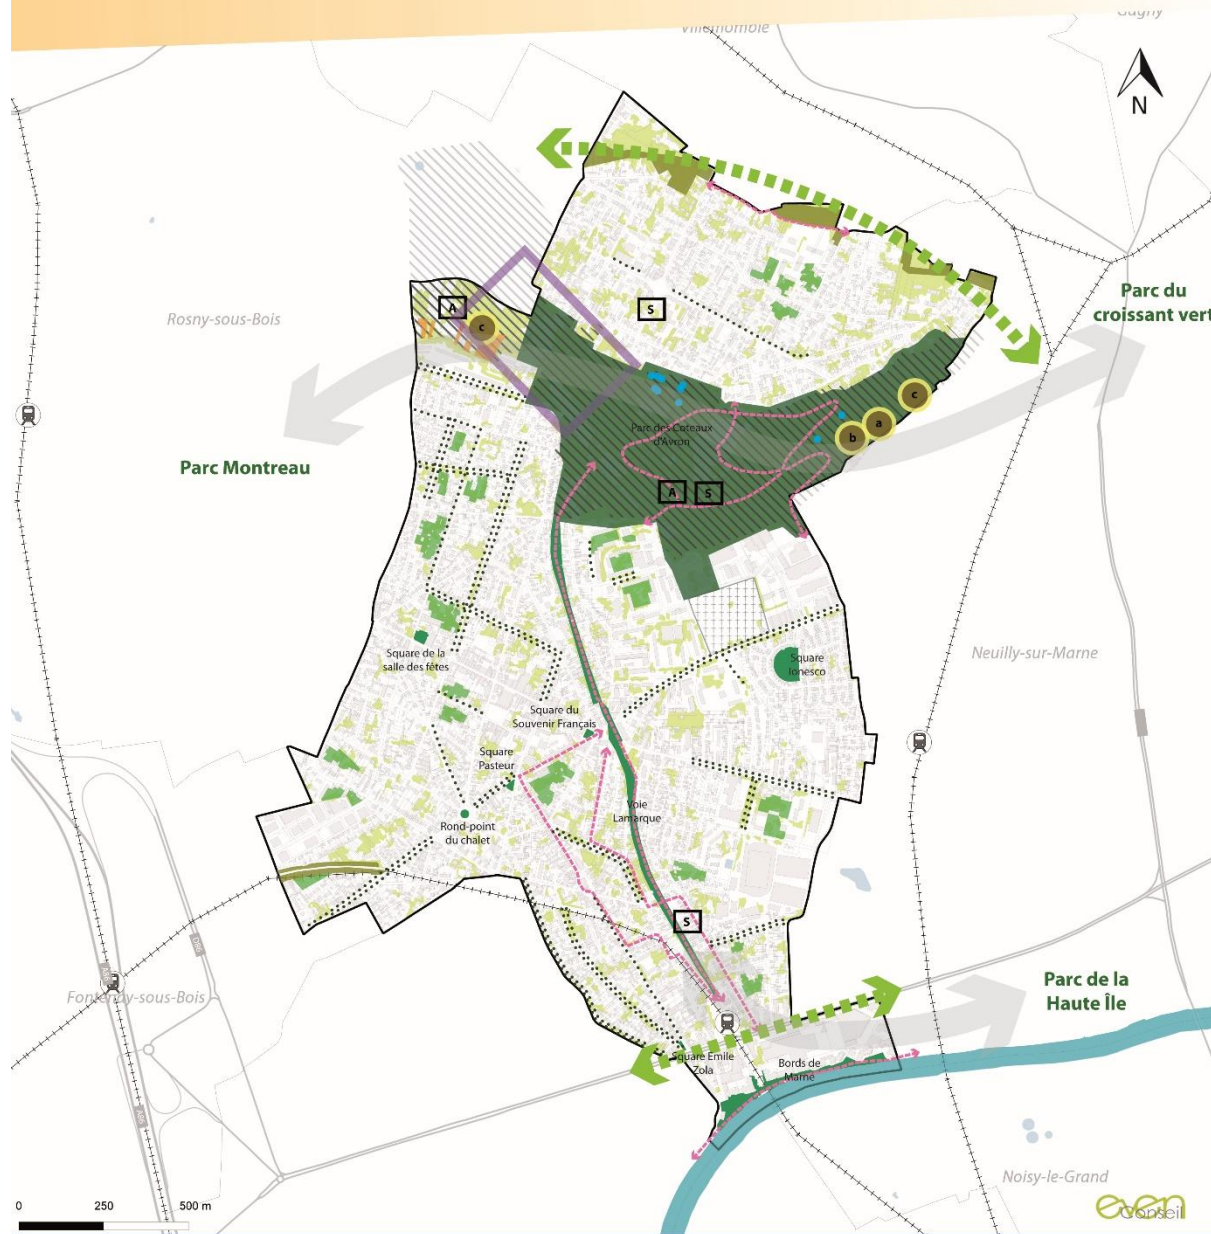 Gagny
Villemomble
N
Parc du
croissant vert
A
S
Rosny-sous-Bois
c
c
Parc des Coteaux
d'Avron
a
b
Parc Montreau
A
S
Square de la
salle des fêtes
Square
Ionesco
Neuilly-sur-Marne
Square du
Souvenir Français
Square
Pasteur
Voie
Lamarque
Rond-point
du chalet
S
D86
A86
Fontenay-sous-Bois
Parc de la
Haute Île
Square Emile
Zola
Bords de
Marne
A86
Noisy-le-Grand
0 250 500 m
even
Conseil